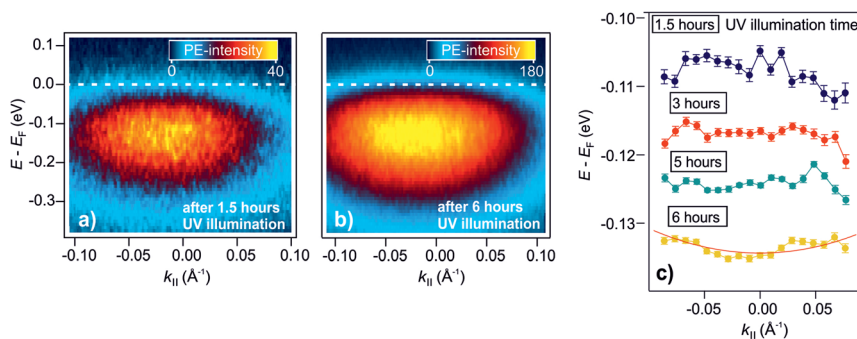 PE-intensity
0 40
0.1
0.0
-0.1
-0.2
-0.3
E - EF (eV)
a)
after 1.5 hours
UV illumination
-0.10 -0.05 0.00 0.05 0.10
k|| (Å-1)
PE-intensity
0 180
b)
after 6 hours
UV illumination
-0.10 -0.05 0.00 0.05 0.10
k|| (Å-1)
-0.10
-0.11
-0.12
-0.13
E - EF (eV)
1.5 hours UV illumination time
3 hours
5 hours
6 hours
c)
-0.05 0.00 0.05
k|| (Å-1)